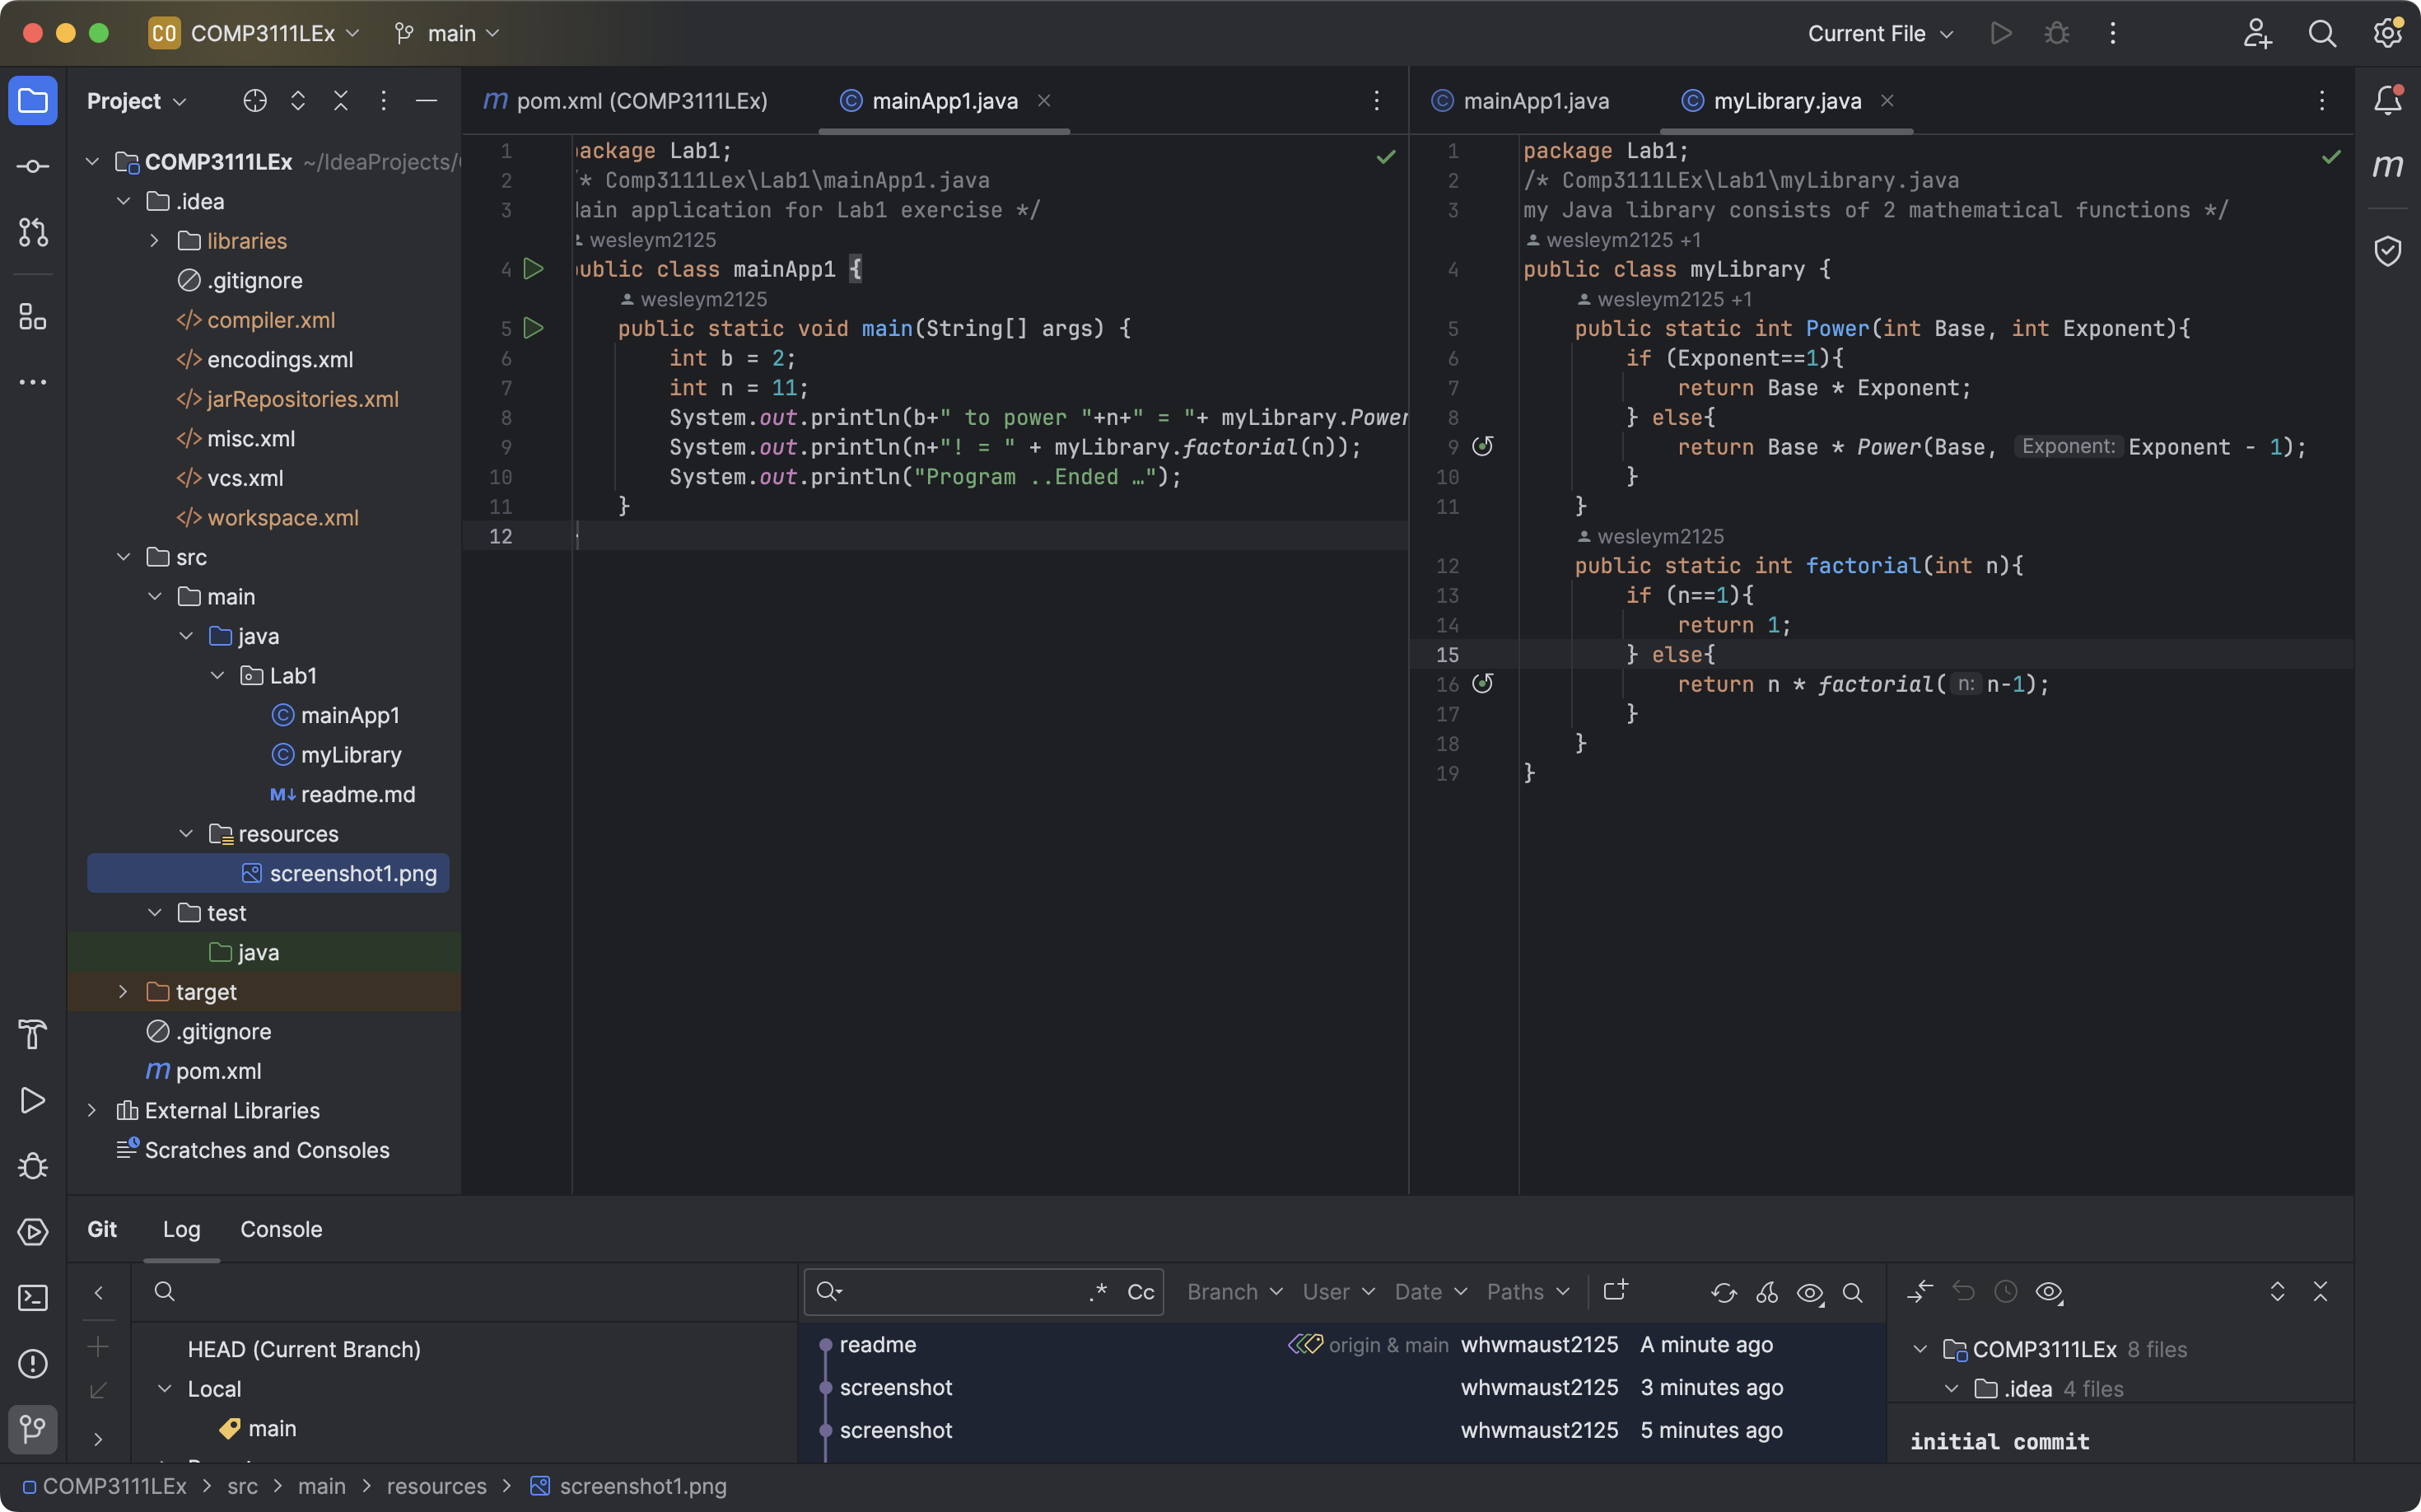 CO COMP3111LEx main Current File
Project
COMP3111LEx ~/IdeaProjects/
.idea
libraries
.gitignore
compiler.xml
encodings.xml
jarRepositories.xml
misc.xml
vcs.xml
workspace.xml
src
main
java
Lab1
mainApp1
myLibrary
M↓ readme.md
resources
screenshot1.png
test
java
target
.gitignore
m pom.xml
External Libraries
Scratches and Consoles
m pom.xml (COMP3111LEx)
mainApp1.java
1 package Lab1;
2 /* Comp3111Lex\Lab1\mainApp1.java
3 ain application for Lab1 exercise */
wesleym2125
4 public class mainApp1 {
wesleym2125
5 public static void main(String[] args) {
6 int b = 2;
7 int n = 11;
8 System.out.println(b+" to power "+n+" = "+ myLibrary.Power
9 System.out.println(n+"! = " + myLibrary.factorial(n));
10 System.out.println("Program ..Ended …");
11 }
12
mainApp1.java
myLibrary.java
1 package Lab1;
2 /* Comp3111LEx\Lab1\myLibrary.java
3 my Java library consists of 2 mathematical functions */
wesleym2125 +1
4 public class myLibrary {
wesleym2125 +1
5 public static int Power(int Base, int Exponent){
6 if (Exponent==1){
7 return Base * Exponent;
8 } else{
9 return Base * Power(Base, Exponent: Exponent - 1);
10 }
11 }
wesleym2125
12 public static int factorial(int n){
13 if (n==1){
14 return 1;
15 } else{
16 return n * factorial( n: n-1);
17 }
18 }
19 }
m
Git Log Console
HEAD (Current Branch)
Local
main
.* Cc Branch User Date Paths
readme origin & main whwmaust2125 A minute ago
screenshot whwmaust2125 3 minutes ago
screenshot whwmaust2125 5 minutes ago
COMP3111LEx 8 files
.idea 4 files
initial commit
COMP3111LEx > src > main > resources > screenshot1.png